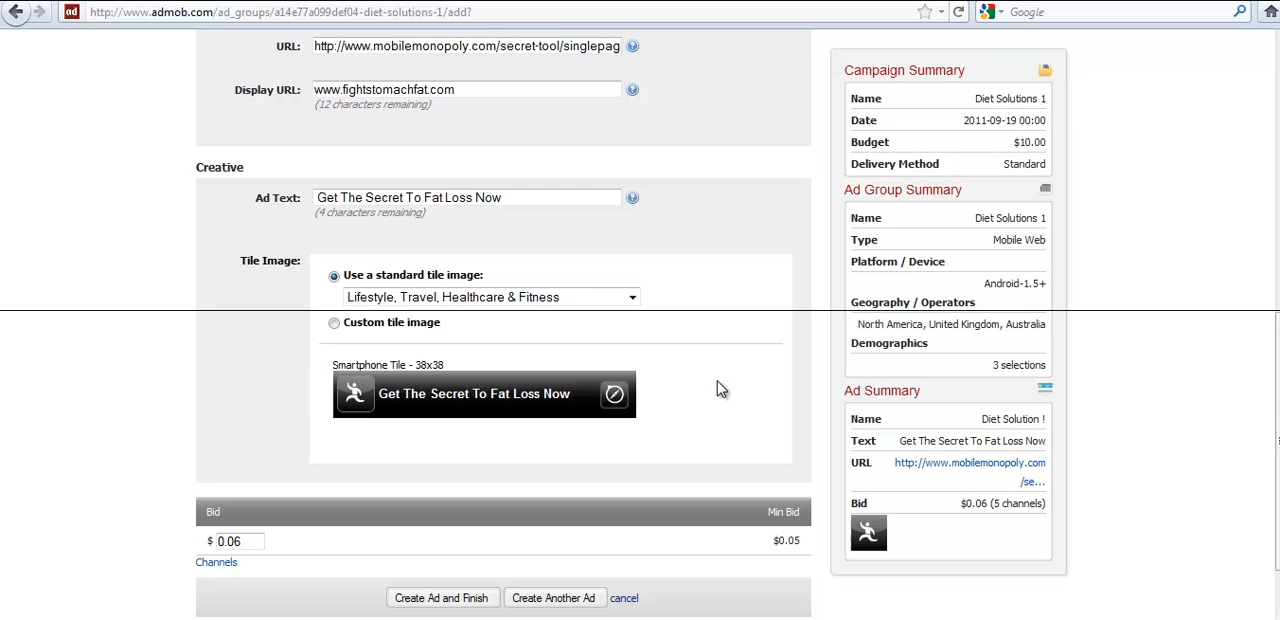 ad
http://www.admob.com/ad_groups/a14e77a099def04-diet-solutions-1/add?
Google
URL: http://www.mobilemonopoly.com/secret-tool/singlepag
Display URL: www.fightstomachfat.com
(12 characters remaining)
Creative
Ad Text: Get The Secret To Fat Loss Now
(4 characters remaining)
Tile Image:
Use a standard tile image:
Lifestyle, Travel, Healthcare & Fitness
Custom tile image
Smartphone Tile - 38x38
Get The Secret To Fat Loss Now
Bid Min Bid
$ 0.06 $0.05
Channels
Create Ad and Finish Create Another Ad cancel
Campaign Summary
Name Diet Solutions 1
Date 2011-09-19 00:00
Budget $10.00
Delivery Method Standard
Ad Group Summary
Name Diet Solutions 1
Type Mobile Web
Platform / Device
Android-1.5+
Geography / Operators
North America, United Kingdom, Australia
Demographics
3 selections
Ad Summary
Name Diet Solution !
Text Get The Secret To Fat Loss Now
URL http://www.mobilemonopoly.com
/se...
Bid $0.06 (5 channels)